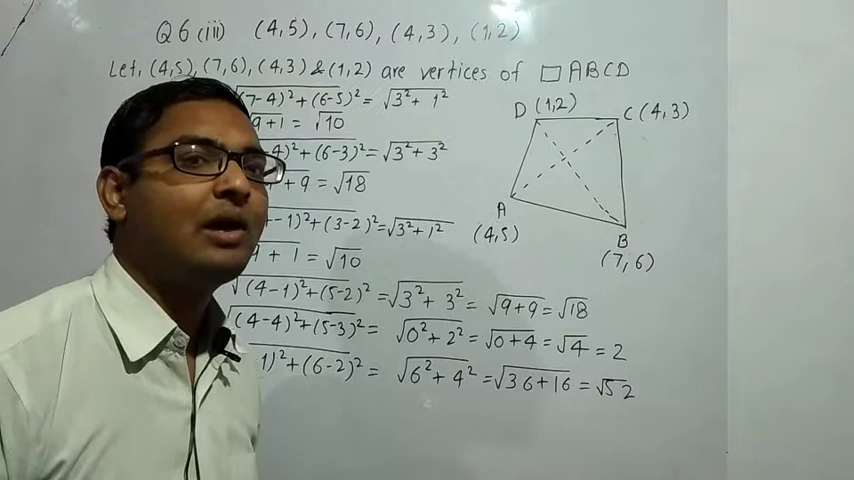 Q 6 (iii) (4,5), (7,6), (4,3), (1,2)
Let, (4,5), (7,6), (4,3) & (1,2) are vertices of □ ABCD
√(7-4)²+(6-5)² = √3²+ 1²
√9+1 = √10
-4)²+(6-3)² = √3²+ 3²
9+9 = √18
-1)²+(3-2)² = √3²+1²
9 + 1 = √10
√(4-1)²+(5-2)² = √3²+ 3² = √9+9 = √18
√(4-4)²+(5-3)² = √0²+2² = √0+4 = √4 = 2
1)²+(6-2)² = √6²+ 4² = √36+16 = √52
D (1,2)
C (4,3)
A
(4,5)
B
(7,6)